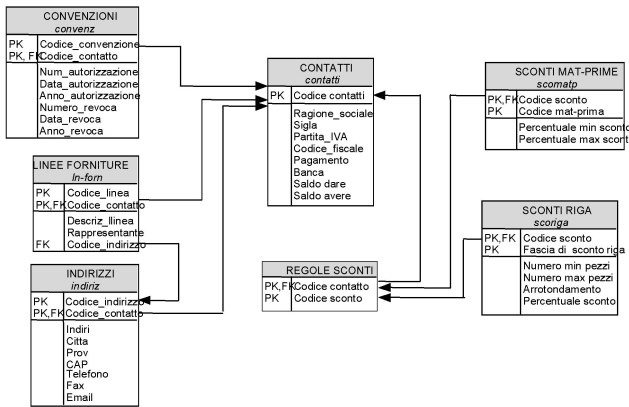 CONVENZIONI
convenz
PK Codice_convenzione
PK, FK Codice_contatto
Num_autorizzazione
Data_autorizzazione
Anno_autorizzazione
Numero_revoca
Data_revoca
Anno_revoca
LINEE FORNITURE
ln-forn
PK Codice_linea
PK,FK Codice_contatto
Descriz_llinea
Rappresentante
FK Codice_indirizzo
INDIRIZZI
indiriz
PK Codice_indirizzo
PK,FK Codice_contatto
Indiri
Citta
Prov
CAP
Telefono
Fax
Email
CONTATTI
contatti
PK Codice contatti
Ragione_sociale
Sigla
Partita_IVA
Codice_fiscale
Pagamento
Banca
Saldo dare
Saldo avere
REGOLE SCONTI
PK,FK Codice contatto
PK Codice sconto
SCONTI MAT-PRIME
scomatp
PK,FK Codice sconto
PK Codice mat-prima
Percentuale min sconto
Percentuale max scont
SCONTI RIGA
scoriga
PK,FK Codice sconto
PK Fascia di sconto riga
Numero min pezzi
Numero max pezzi
Arrotondamento
Percentuale sconto